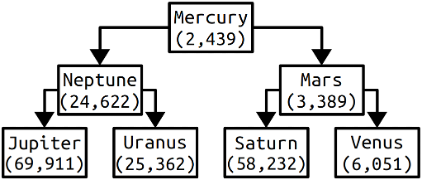 Mercury
(2,439)
Neptune
(24,622)
Mars
(3,389)
Jupiter
(69,911)
Uranus
(25,362)
Saturn
(58,232)
Venus
(6,051)